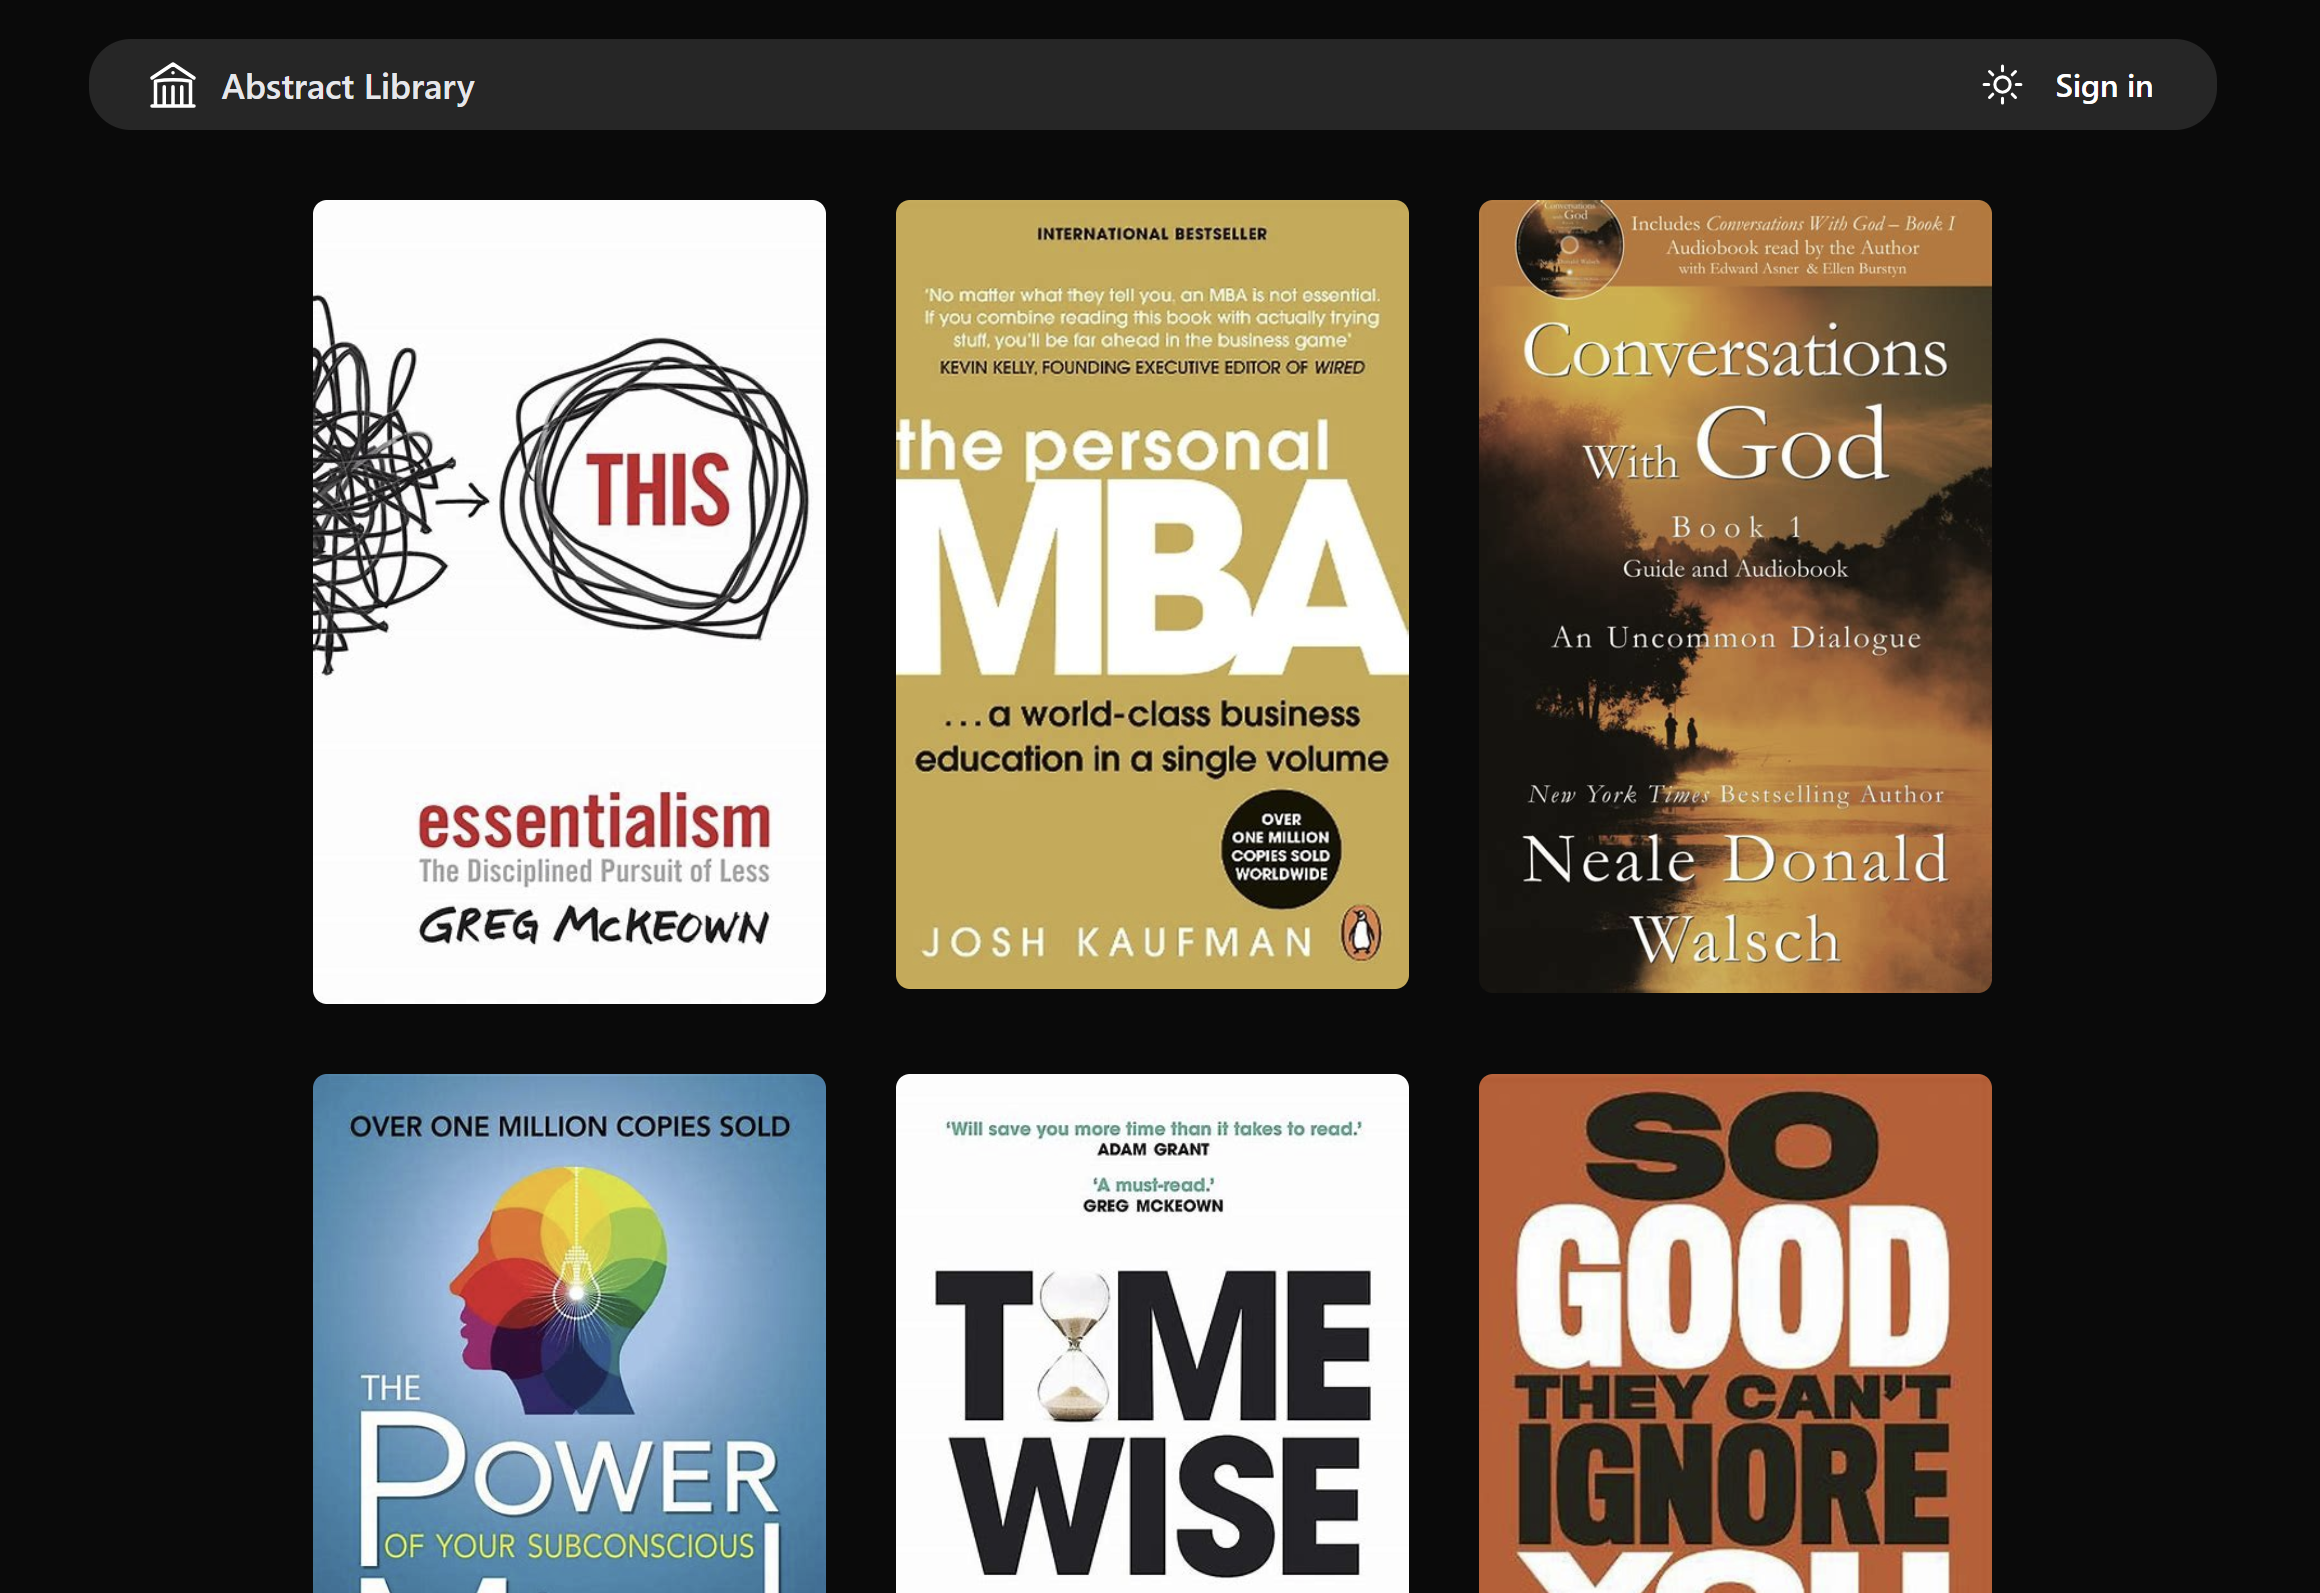 Abstract Library
Sign in
THIS
essentialism
The Disciplined Pursuit of Less
GREG McKEOWN
INTERNATIONAL BESTSELLER
'No matter what they tell you, an MBA is not essential.
If you combine reading this book with actually trying
stuff, you'll be far ahead in the business game'
KEVIN KELLY, FOUNDING EXECUTIVE EDITOR OF WIRED
the personal
MBA
...a world-class business
education in a single volume
OVER
ONE MILLION
COPIES SOLD
WORLDWIDE
JOSH KAUFMAN
Conversations
God
Includes Conversations With God – Book I
Audiobook read by the Author
with Edward Asner & Ellen Burstyn
Conversations
With God
Book 1
Guide and Audiobook
An Uncommon Dialogue
New York Times Bestselling Author
Neale Donald
Walsch
OVER ONE MILLION COPIES SOLD
THE
POWER
OF YOUR SUBCONSCIOUS
'Will save you more time than it takes to read.'
ADAM GRANT
'A must-read.'
GREG MCKEOWN
TIME
WISE
SO
GOOD
THEY CAN'T
IGNORE
YOU